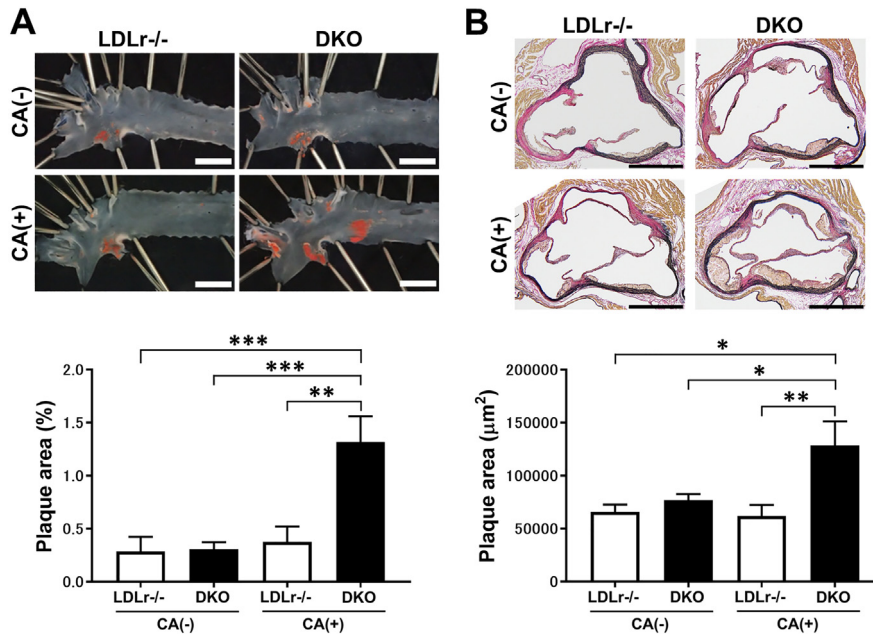 A
LDLr-/- DKO
CA(-)
CA(+)
***
***
**
Plaque area (%)
2.0
1.5
1.0
0.5
0.0
LDLr-/- DKO LDLr-/- DKO
CA(-) CA(+)
B
LDLr-/- DKO
CA(-)
CA(+)
*
*
**
Plaque area (μm²)
200000
150000
100000
50000
0
LDLr-/- DKO LDLr-/- DKO
CA(-) CA(+)